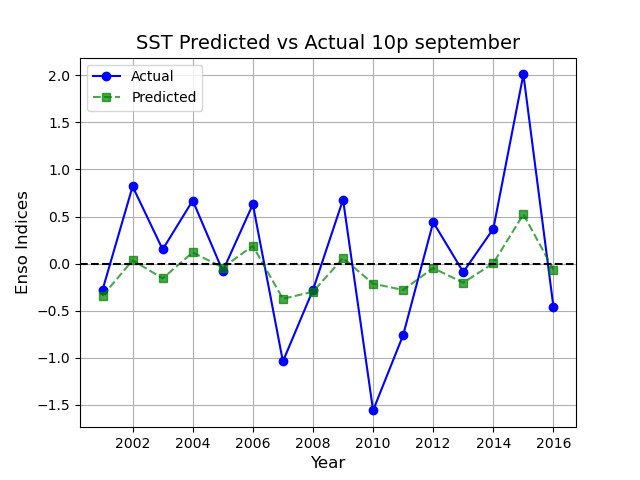 SST Predicted vs Actual 10p september
Actual
Predicted
2.0
1.5
1.0
0.5
0.0
−0.5
−1.0
−1.5
Enso Indices
2002 2004 2006 2008 2010 2012 2014 2016
Year